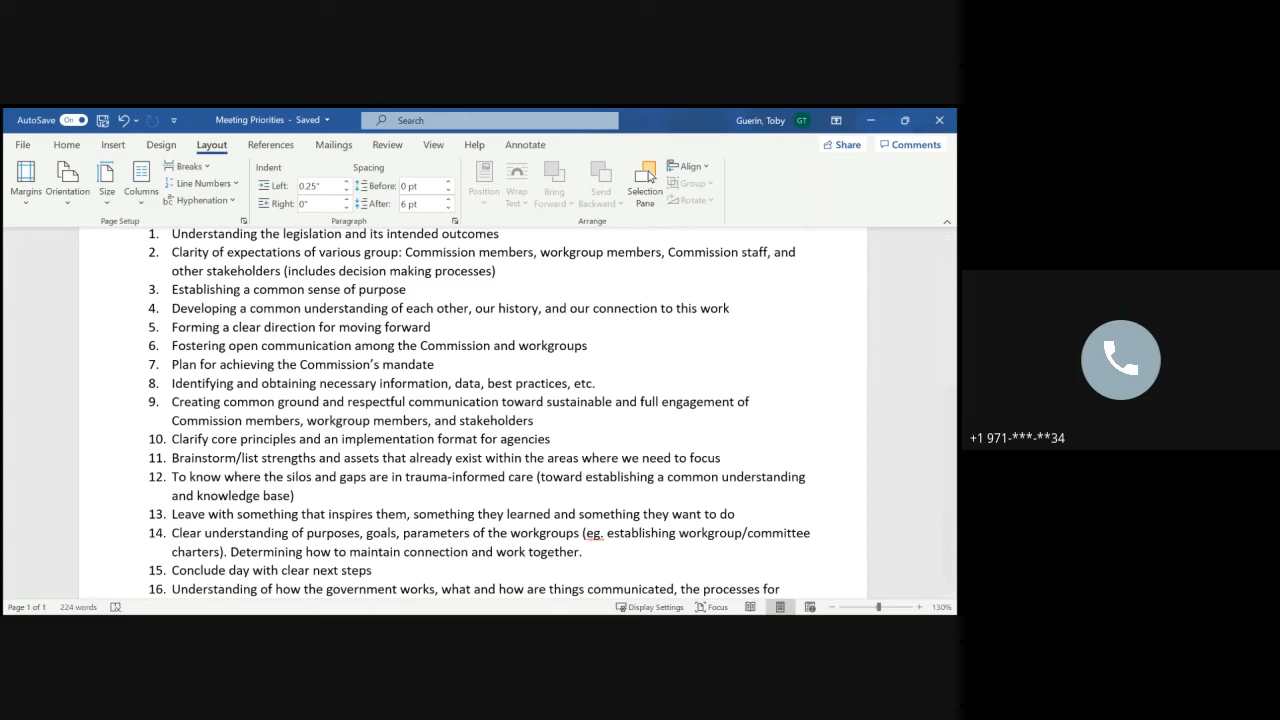 AutoSave On Meeting Priorities - Saved Search Guerin, Toby GT
File Home Insert Design Layout References Mailings Review View Help Annotate Share Comments
Margins Orientation Size Columns Breaks Line Numbers Hyphenation
Page Setup
Indent Spacing
Left: 0.25" Before: 0 pt
Right: 0" After: 6 pt
Paragraph
Position Wrap Text Bring Forward Send Backward Selection Pane Align Group Rotate
Arrange
1. Understanding the legislation and its intended outcomes
2. Clarity of expectations of various group: Commission members, workgroup members, Commission staff, and
other stakeholders (includes decision making processes)
3. Establishing a common sense of purpose
4. Developing a common understanding of each other, our history, and our connection to this work
5. Forming a clear direction for moving forward
6. Fostering open communication among the Commission and workgroups
7. Plan for achieving the Commission's mandate
8. Identifying and obtaining necessary information, data, best practices, etc.
9. Creating common ground and respectful communication toward sustainable and full engagement of
Commission members, workgroup members, and stakeholders
10. Clarify core principles and an implementation format for agencies
11. Brainstorm/list strengths and assets that already exist within the areas where we need to focus
12. To know where the silos and gaps are in trauma-informed care (toward establishing a common understanding
and knowledge base)
13. Leave with something that inspires them, something they learned and something they want to do
14. Clear understanding of purposes, goals, parameters of the workgroups (eg. establishing workgroup/committee
charters). Determining how to maintain connection and work together.
15. Conclude day with clear next steps
16. Understanding of how the government works, what and how are things communicated, the processes for
Page 1 of 1 224 words Display Settings Focus 130%
+1 971-***-**34